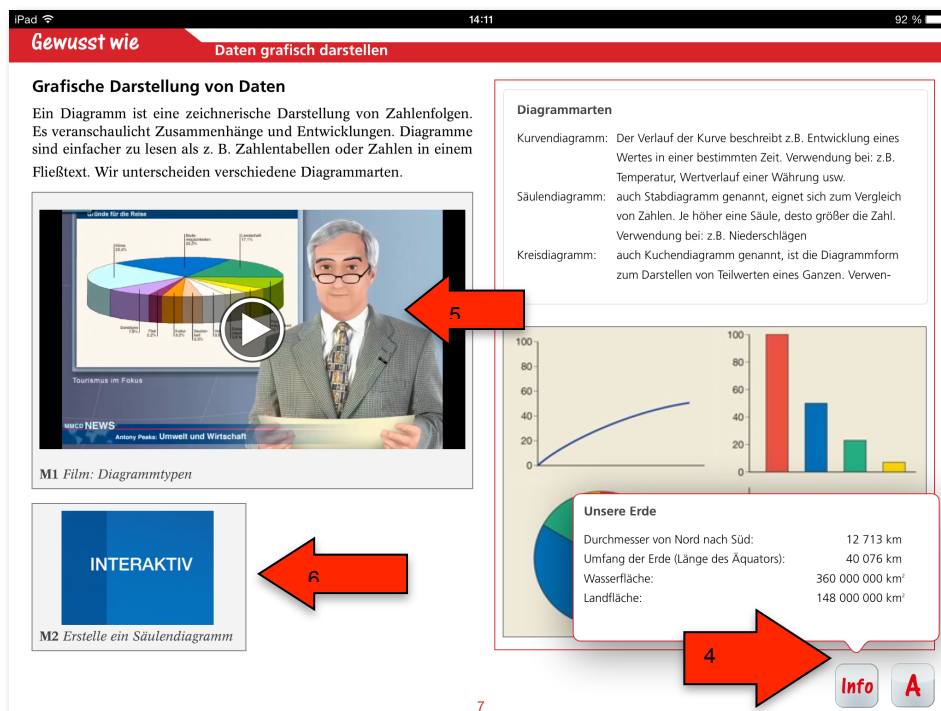 iPad
14:11
92 %
Gewusst wie
Daten grafisch darstellen
Grafische Darstellung von Daten
Ein Diagramm ist eine zeichnerische Darstellung von Zahlenfolgen.
Es veranschaulicht Zusammenhänge und Entwicklungen. Diagramme
sind einfacher zu lesen als z. B. Zahlentabellen oder Zahlen in einem
Fließtext. Wir unterscheiden verschiedene Diagrammarten.
Gründe für die Reise
Landschaft
17,1%
Tourismus im Fokus
MMCD NEWS
Antony Peaks: Umwelt und Wirtschaft
M1 Film: Diagrammtypen
5
INTERAKTIV
M2 Erstelle ein Säulendiagramm
6
Diagrammarten
Kurvendiagramm: Der Verlauf der Kurve beschreibt z.B. Entwicklung eines
Wertes in einer bestimmten Zeit. Verwendung bei: z.B.
Temperatur, Wertverlauf einer Währung usw.
Säulendiagramm: auch Stabdiagramm genannt, eignet sich zum Vergleich
von Zahlen. Je höher eine Säule, desto größer die Zahl.
Verwendung bei: z.B. Niederschlägen
Kreisdiagramm: auch Kuchendiagramm genannt, ist die Diagrammform
zum Darstellen von Teilwerten eines Ganzen. Verwen-
100
80
60
40
20
0
100
80
60
40
20
0
Unsere Erde
Durchmesser von Nord nach Süd: 12 713 km
Umfang der Erde (Länge des Äquators): 40 076 km
Wasserfläche: 360 000 000 km²
Landfläche: 148 000 000 km²
4
Info
A
7